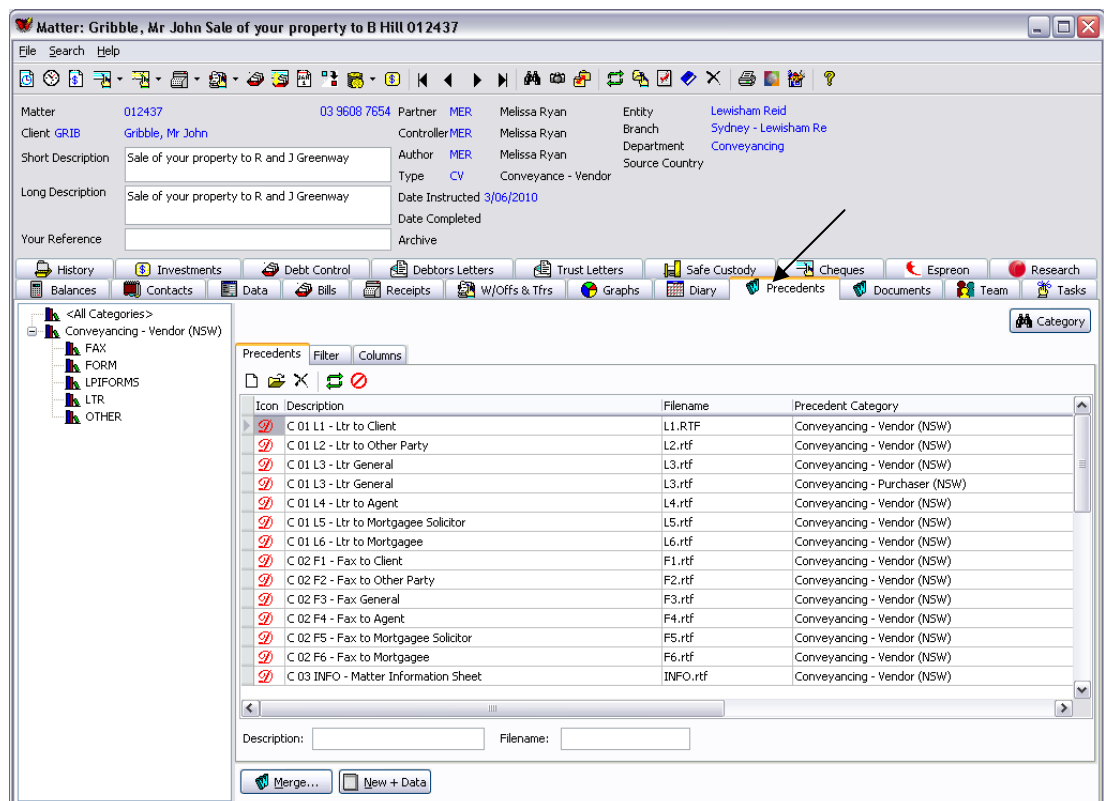 Matter: Gribble, Mr John Sale of your property to B Hill 012437
File Search Help
Matter 012437 03 9608 7654 Partner MER Melissa Ryan Entity Lewisham Reid
Client GRIB Gribble, Mr John Controller MER Melissa Ryan Branch Sydney - Lewisham Re
Short Description Sale of your property to R and J Greenway Author MER Melissa Ryan Department Conveyancing
Type CV Conveyance - Vendor Source Country
Long Description Sale of your property to R and J Greenway Date Instructed 3/06/2010
Date Completed
Your Reference Archive
History Investments Debt Control Debtors Letters Trust Letters Safe Custody Cheques Espreon Research
Balances Contacts Data Bills Receipts W/Offs & Tfrs Graphs Diary Precedents Documents Team Tasks
<All Categories>
Conveyancing - Vendor (NSW)
FAX
FORM
LPIFORMS
LTR
OTHER
Category
Precedents Filter Columns
Icon Description Filename Precedent Category
C 01 L1 - Ltr to Client L1.RTF Conveyancing - Vendor (NSW)
C 01 L2 - Ltr to Other Party L2.rtf Conveyancing - Vendor (NSW)
C 01 L3 - Ltr General L3.rtf Conveyancing - Vendor (NSW)
C 01 L3 - Ltr General L3.rtf Conveyancing - Purchaser (NSW)
C 01 L4 - Ltr to Agent L4.rtf Conveyancing - Vendor (NSW)
C 01 L5 - Ltr to Mortgagee Solicitor L5.rtf Conveyancing - Vendor (NSW)
C 01 L6 - Ltr to Mortgagee L6.rtf Conveyancing - Vendor (NSW)
C 02 F1 - Fax to Client F1.rtf Conveyancing - Vendor (NSW)
C 02 F2 - Fax to Other Party F2.rtf Conveyancing - Vendor (NSW)
C 02 F3 - Fax General F3.rtf Conveyancing - Vendor (NSW)
C 02 F4 - Fax to Agent F4.rtf Conveyancing - Vendor (NSW)
C 02 F5 - Fax to Mortgagee Solicitor F5.rtf Conveyancing - Vendor (NSW)
C 02 F6 - Fax to Mortgagee F6.rtf Conveyancing - Vendor (NSW)
C 03 INFO - Matter Information Sheet INFO.rtf Conveyancing - Vendor (NSW)
Description: Filename:
Merge... New + Data